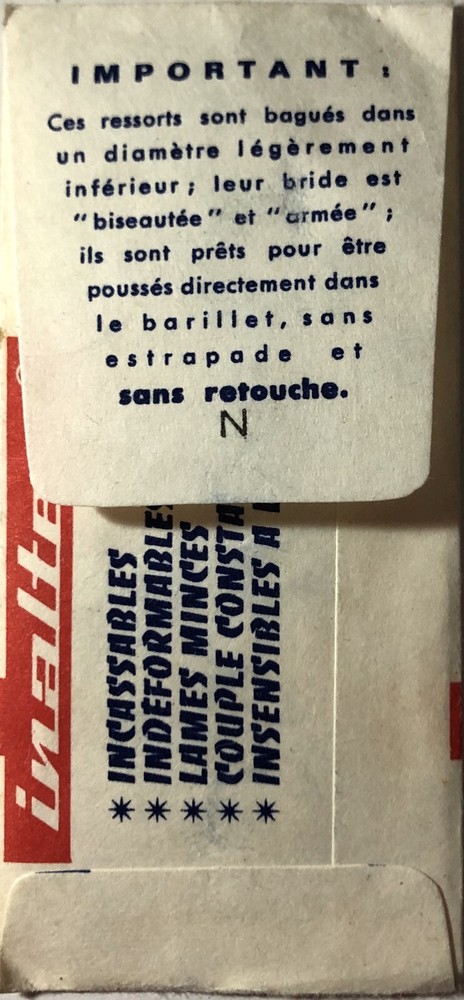 IMPORTANT :
Ces ressorts sont bagués dans
un diamètre légèrement
inférieur ; leur bride est
“ biseautée ” et “ armée ” ;
ils sont prêts pour être
poussés directement dans
le barillet, sans
estrapade et
sans retouche.
N
* INCASSABLES
* INDÉFORMABLES
* LAMES MINCES
* COUPLE
* INSENSIBLES A